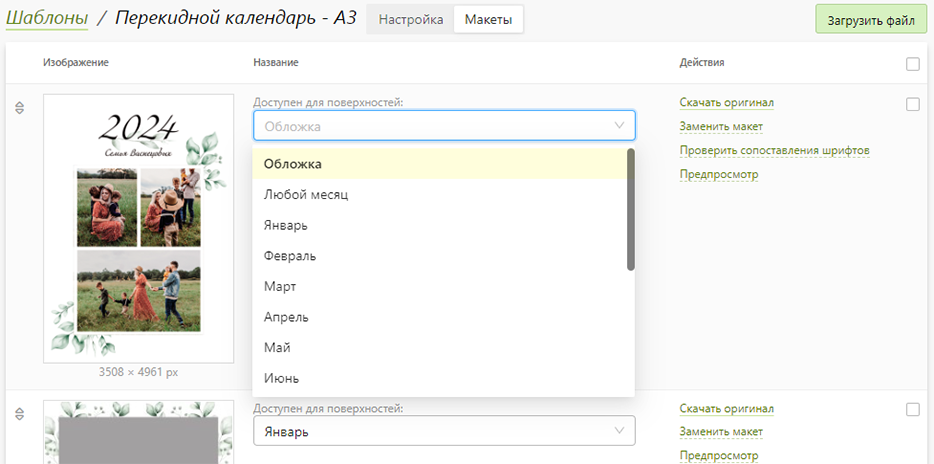 Шаблоны / Перекидной календарь - А3 Настройка Макеты Загрузить файл
Изображение Название Действия
2024
Семья Васнецовых
3508 × 4961 px
Доступен для поверхностей:
Обложка
Обложка
Любой месяц
Январь
Февраль
Март
Апрель
Май
Июнь
Скачать оригинал
Заменить макет
Проверить сопоставления шрифтов
Предпросмотр
Доступен для поверхностей:
Январь
Скачать оригинал
Заменить макет
Предпросмотр